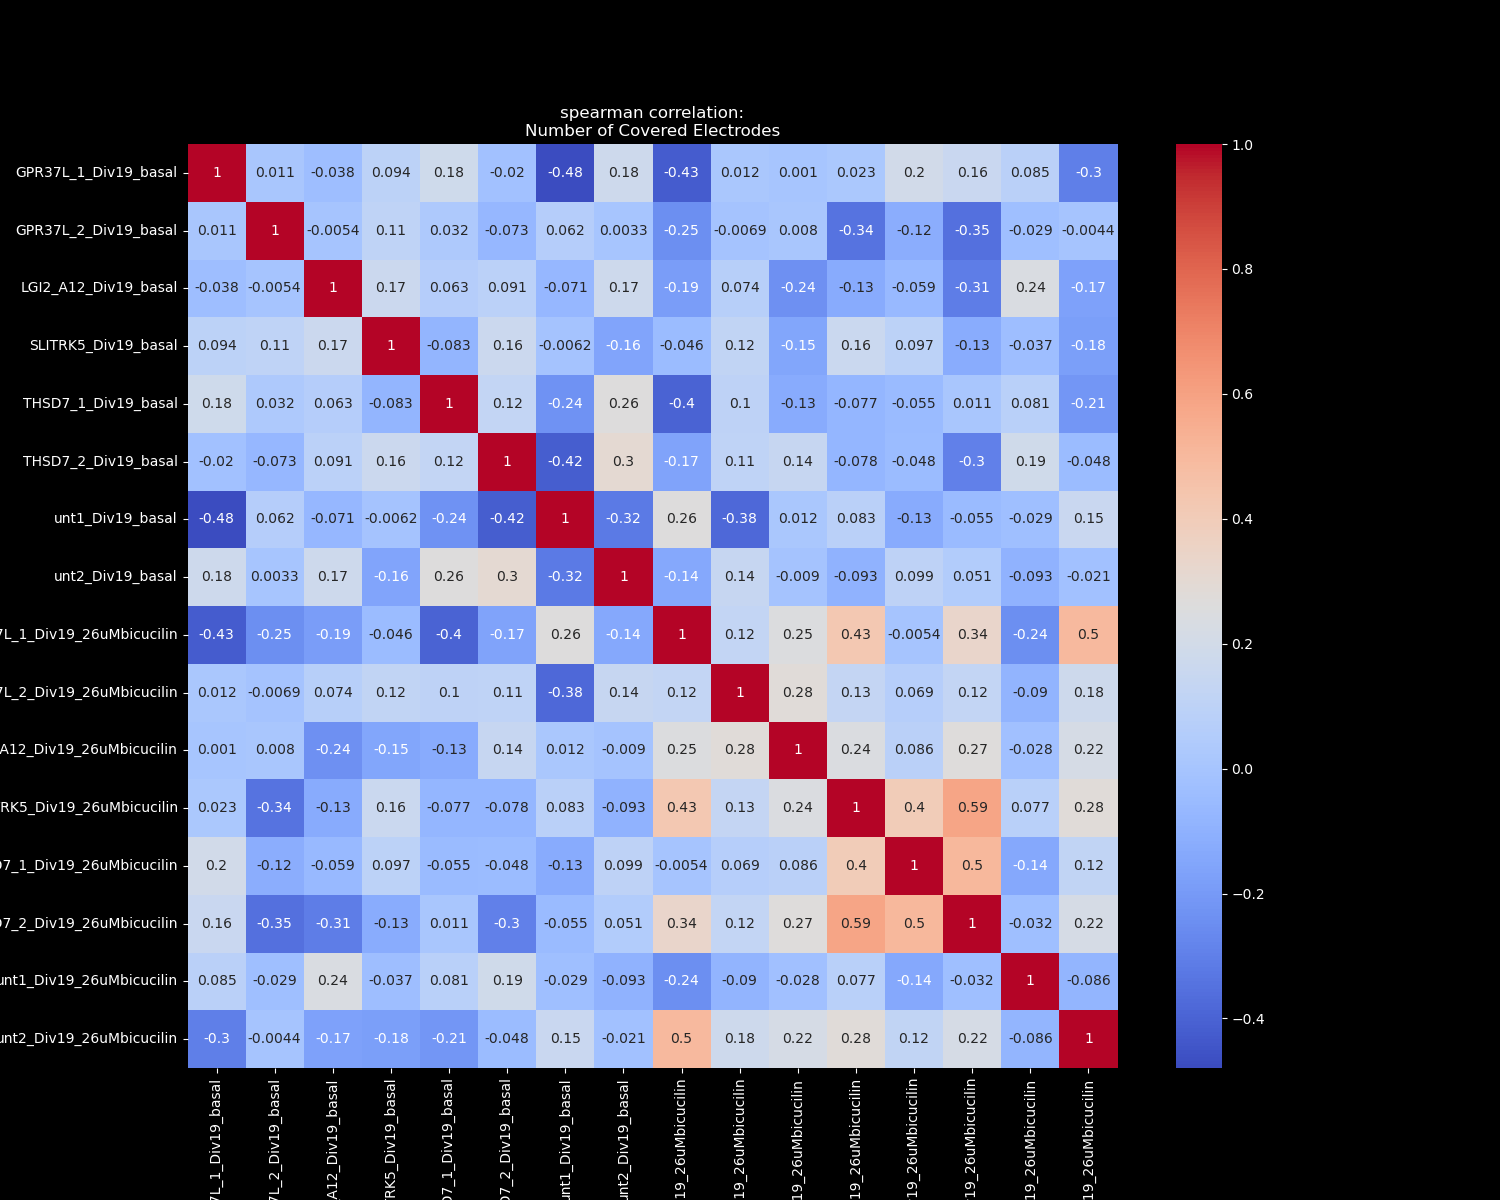 spearman correlation:
Number of Covered Electrodes
GPR37L_1_Div19_basal 1 0.011 -0.038 0.094 0.18 -0.02 -0.48 0.18 -0.43 0.012 0.001 0.023 0.2 0.16 0.085 -0.3
GPR37L_2_Div19_basal 0.011 1 -0.0054 0.11 0.032 -0.073 0.062 0.0033 -0.25 -0.0069 0.008 -0.34 -0.12 -0.35 -0.029 -0.0044
LGI2_A12_Div19_basal -0.038 -0.0054 1 0.17 0.063 0.091 -0.071 0.17 -0.19 0.074 -0.24 -0.13 -0.059 -0.31 0.24 -0.17
SLITRK5_Div19_basal 0.094 0.11 0.17 1 -0.083 0.16 -0.0062 -0.16 -0.046 0.12 -0.15 0.16 0.097 -0.13 -0.037 -0.18
THSD7_1_Div19_basal 0.18 0.032 0.063 -0.083 1 0.12 -0.24 0.26 -0.4 0.1 -0.13 -0.077 -0.055 0.011 0.081 -0.21
THSD7_2_Div19_basal -0.02 -0.073 0.091 0.16 0.12 1 -0.42 0.3 -0.17 0.11 0.14 -0.078 -0.048 -0.3 0.19 -0.048
unt1_Div19_basal -0.48 0.062 -0.071 -0.0062 -0.24 -0.42 1 -0.32 0.26 -0.38 0.012 0.083 -0.13 -0.055 -0.029 0.15
unt2_Div19_basal 0.18 0.0033 0.17 -0.16 0.26 0.3 -0.32 1 -0.14 0.14 -0.009 -0.093 0.099 0.051 -0.093 -0.021
7L_1_Div19_26uMbicucilin -0.43 -0.25 -0.19 -0.046 -0.4 -0.17 0.26 -0.14 1 0.12 0.25 0.43 -0.0054 0.34 -0.24 0.5
7L_2_Div19_26uMbicucilin 0.012 -0.0069 0.074 0.12 0.1 0.11 -0.38 0.14 0.12 1 0.28 0.13 0.069 0.12 -0.09 0.18
A12_Div19_26uMbicucilin 0.001 0.008 -0.24 -0.15 -0.13 0.14 0.012 -0.009 0.25 0.28 1 0.24 0.086 0.27 -0.028 0.22
RK5_Div19_26uMbicucilin 0.023 -0.34 -0.13 0.16 -0.077 -0.078 0.083 -0.093 0.43 0.13 0.24 1 0.4 0.59 0.077 0.28
D7_1_Div19_26uMbicucilin 0.2 -0.12 -0.059 0.097 -0.055 -0.048 -0.13 0.099 -0.0054 0.069 0.086 0.4 1 0.5 -0.14 0.12
D7_2_Div19_26uMbicucilin 0.16 -0.35 -0.31 -0.13 0.011 -0.3 -0.055 0.051 0.34 0.12 0.27 0.59 0.5 1 -0.032 0.22
unt1_Div19_26uMbicucilin 0.085 -0.029 0.24 -0.037 0.081 0.19 -0.029 -0.093 -0.24 -0.09 -0.028 0.077 -0.14 -0.032 1 -0.086
unt2_Div19_26uMbicucilin -0.3 -0.0044 -0.17 -0.18 -0.21 -0.048 0.15 -0.021 0.5 0.18 0.22 0.28 0.12 0.22 -0.086 1
7L_1_Div19_basal
7L_2_Div19_basal
A12_Div19_basal
RK5_Div19_basal
D7_1_Div19_basal
D7_2_Div19_basal
unt1_Div19_basal
unt2_Div19_basal
19_26uMbicucilin
19_26uMbicucilin
19_26uMbicucilin
19_26uMbicucilin
19_26uMbicucilin
19_26uMbicucilin
19_26uMbicucilin
19_26uMbicucilin
1.0
0.8
0.6
0.4
0.2
0.0
−0.2
−0.4